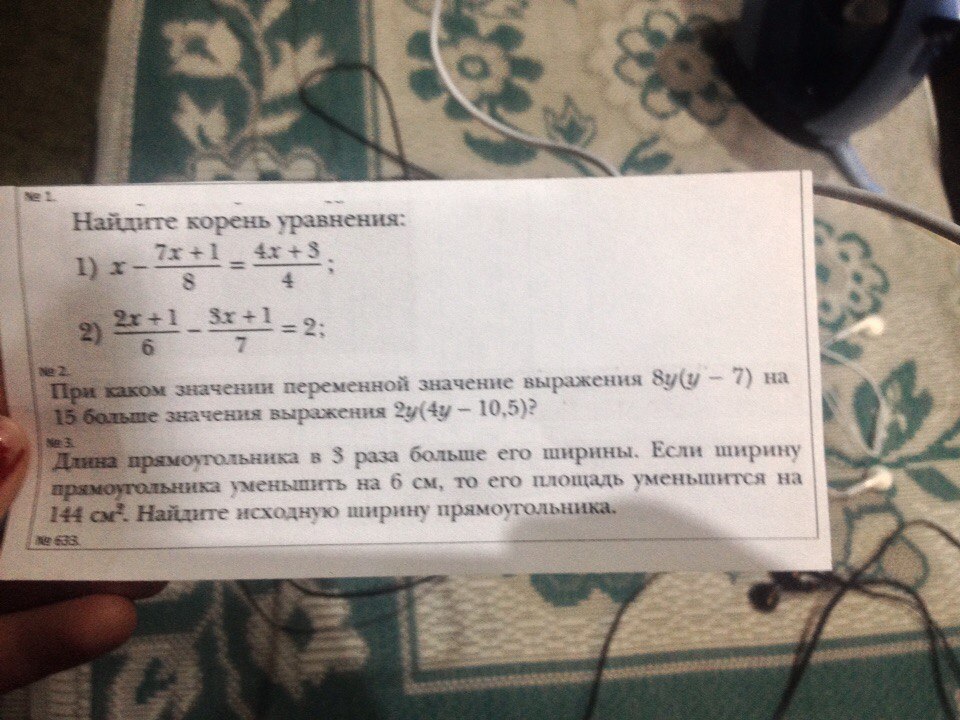 № 1.
Найдите корень уравнения:
1) x − (7x + 1)/8 = (4x + 3)/4 ;
2) (2x + 1)/6 − (3x + 1)/7 = 2;
№ 2.
При каком значении переменной значение выражения 8y(y − 7) на
15 больше значения выражения 2y(4y − 10,5)?
№ 3.
Длина прямоугольника в 3 раза больше его ширины. Если ширину
прямоугольника уменьшить на 6 см, то его площадь уменьшится на
144 см². Найдите исходную ширину прямоугольника.
№ 633.